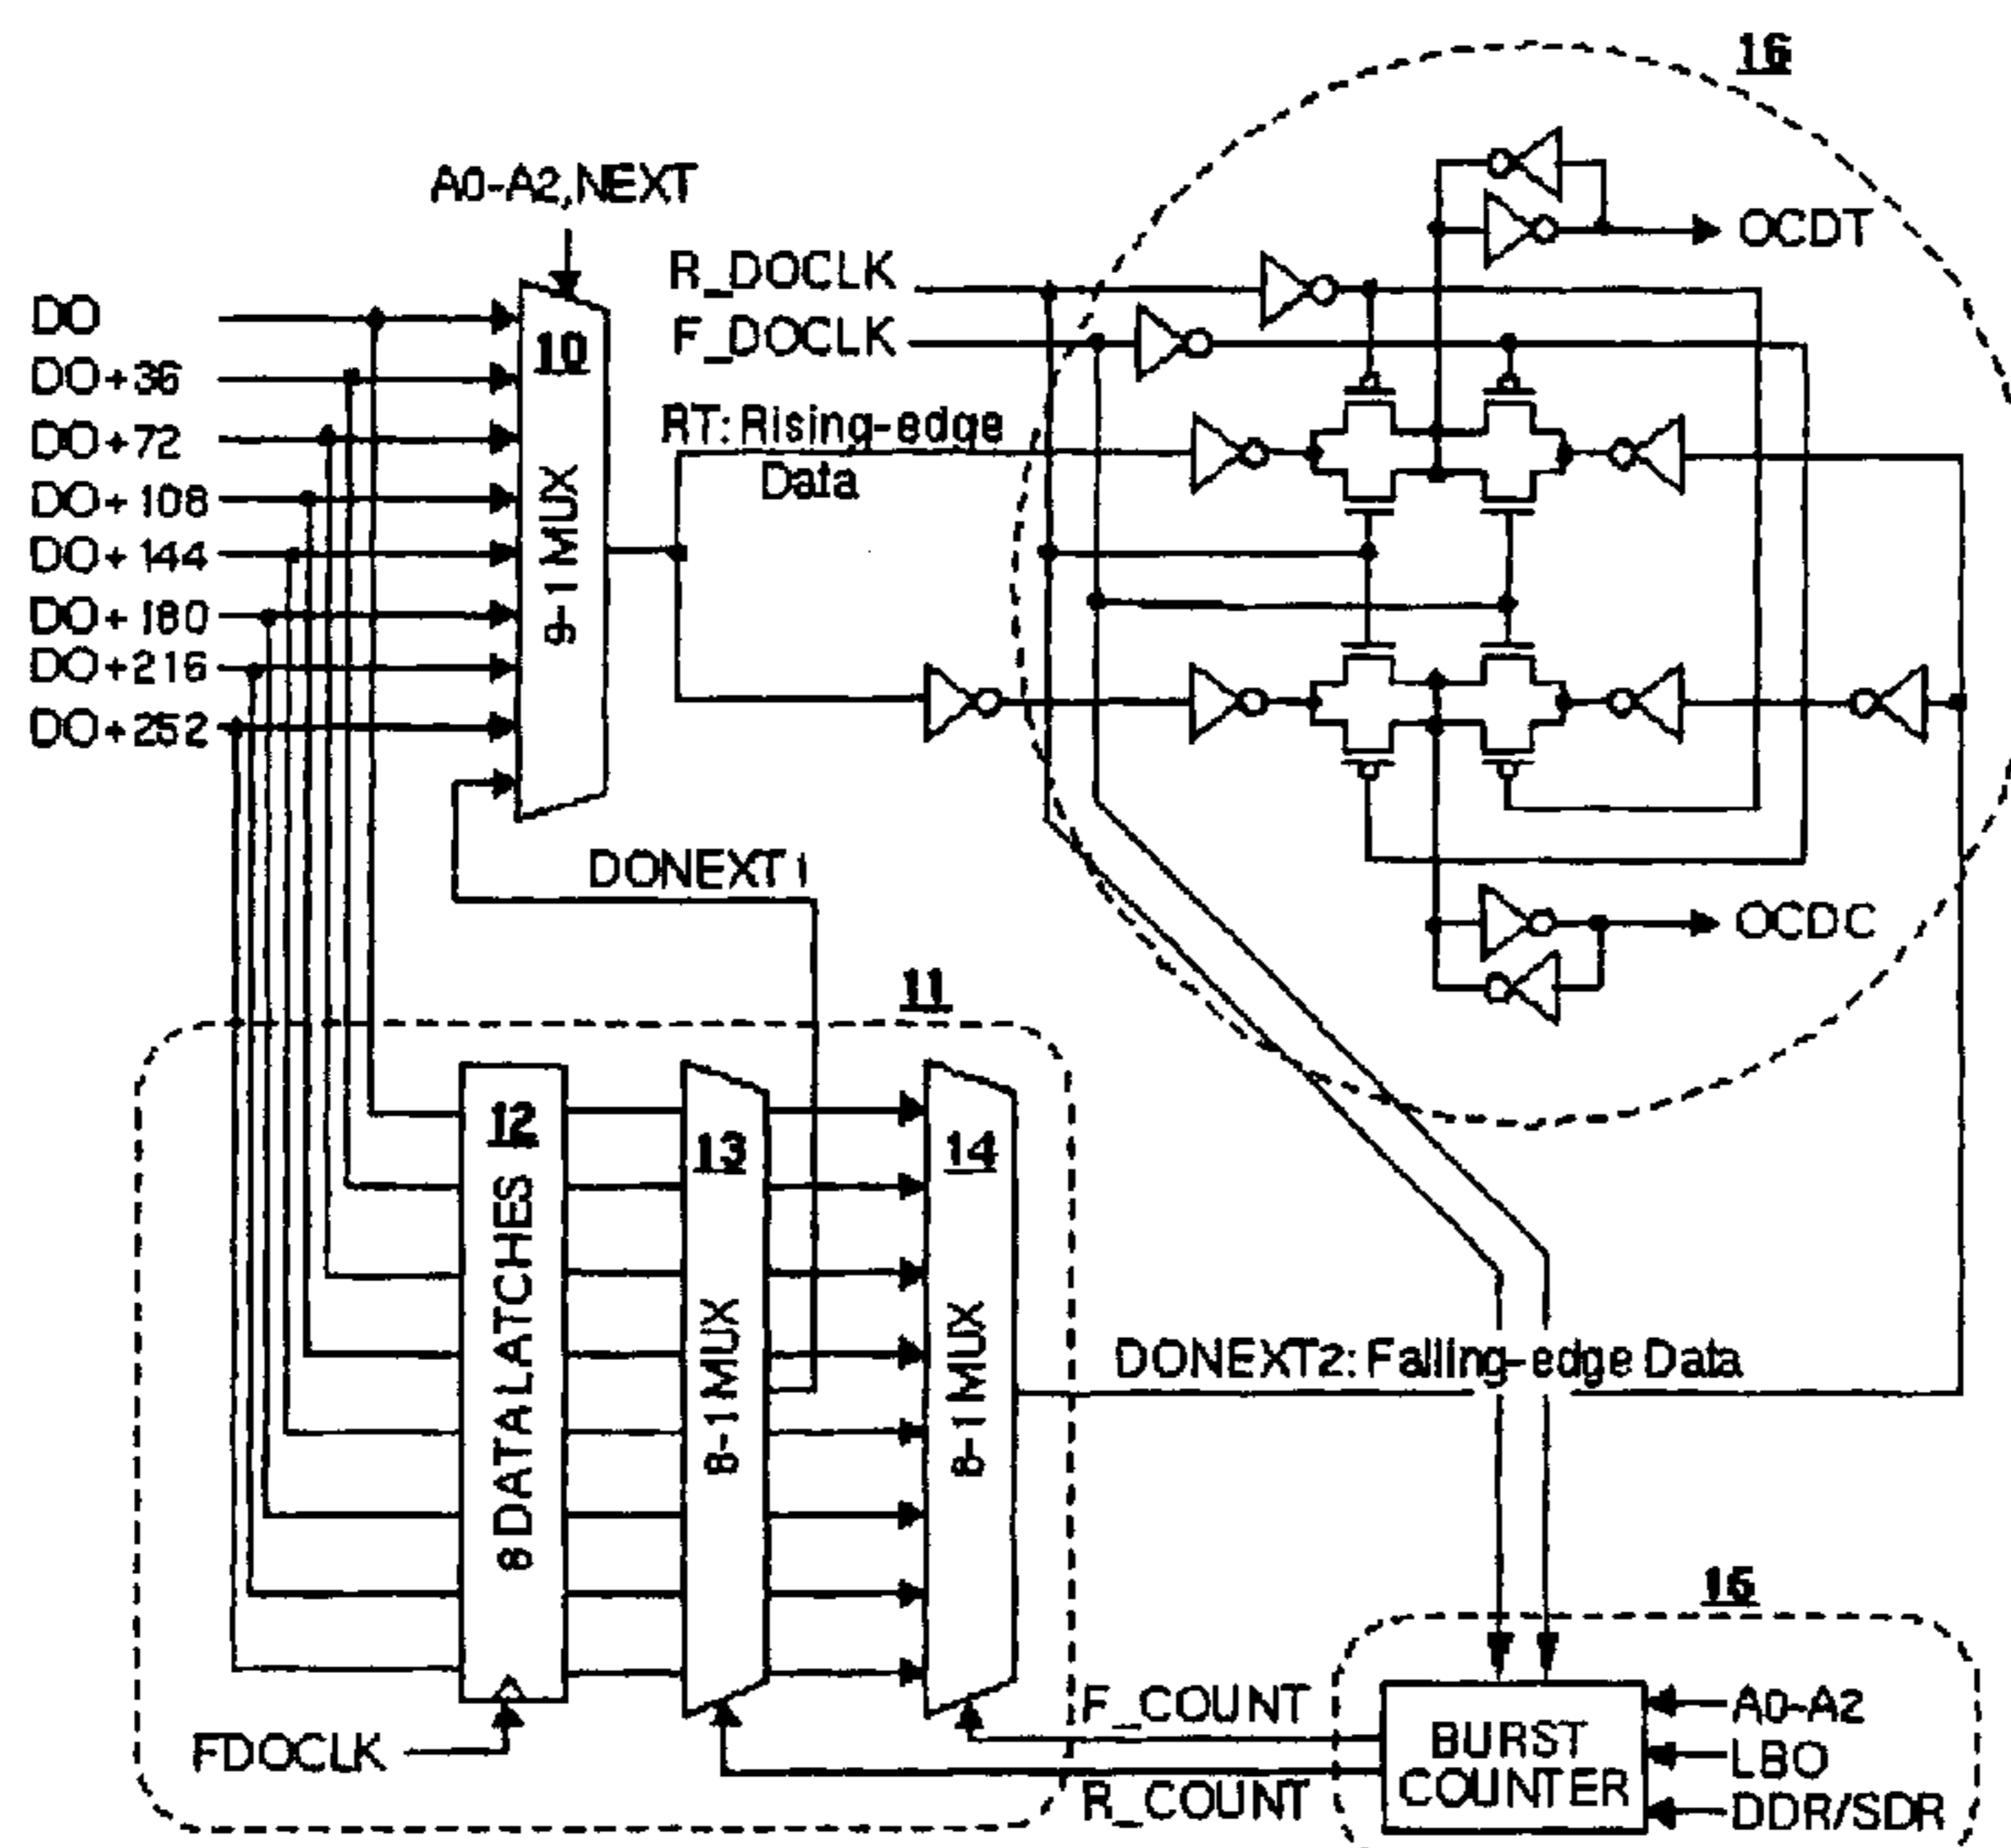 16
A0-A2,NEXT
OCDT
R_DOCLK
F_DOCLK
DO
DO+36
DO+72
DO+108
DO+144
DO+180
DO+216
DO+252
10
9-1 MUX
RT: Rising-edge
Data
DONEXT1
OCDC
11
12
8 DATA LATCHES
13
8-1 MUX
14
8-1 MUX
DONEXT2: Falling-edge Data
15
FDOCLK
F_COUNT
R_COUNT
BURST
COUNTER
A0-A2
LBO
DDR/SDR